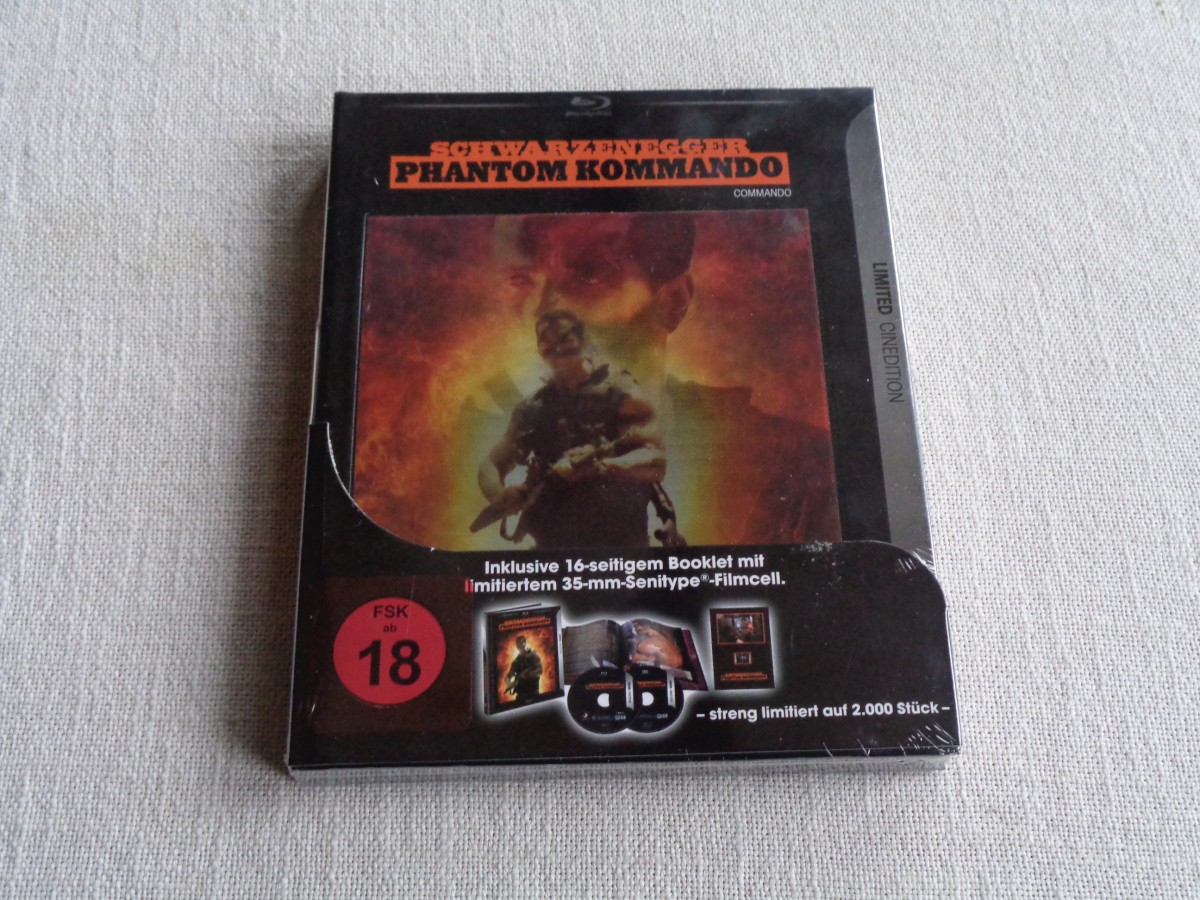 SCHWARZENEGGER
PHANTOM KOMMANDO
COMMANDO
LIMITED CINEDITION
Inklusive 16-seitigem Booklet mit
limitiertem 35-mm-Senitype®-Filmcell.
FSK
ab
18
– streng limitiert auf 2.000 Stück –